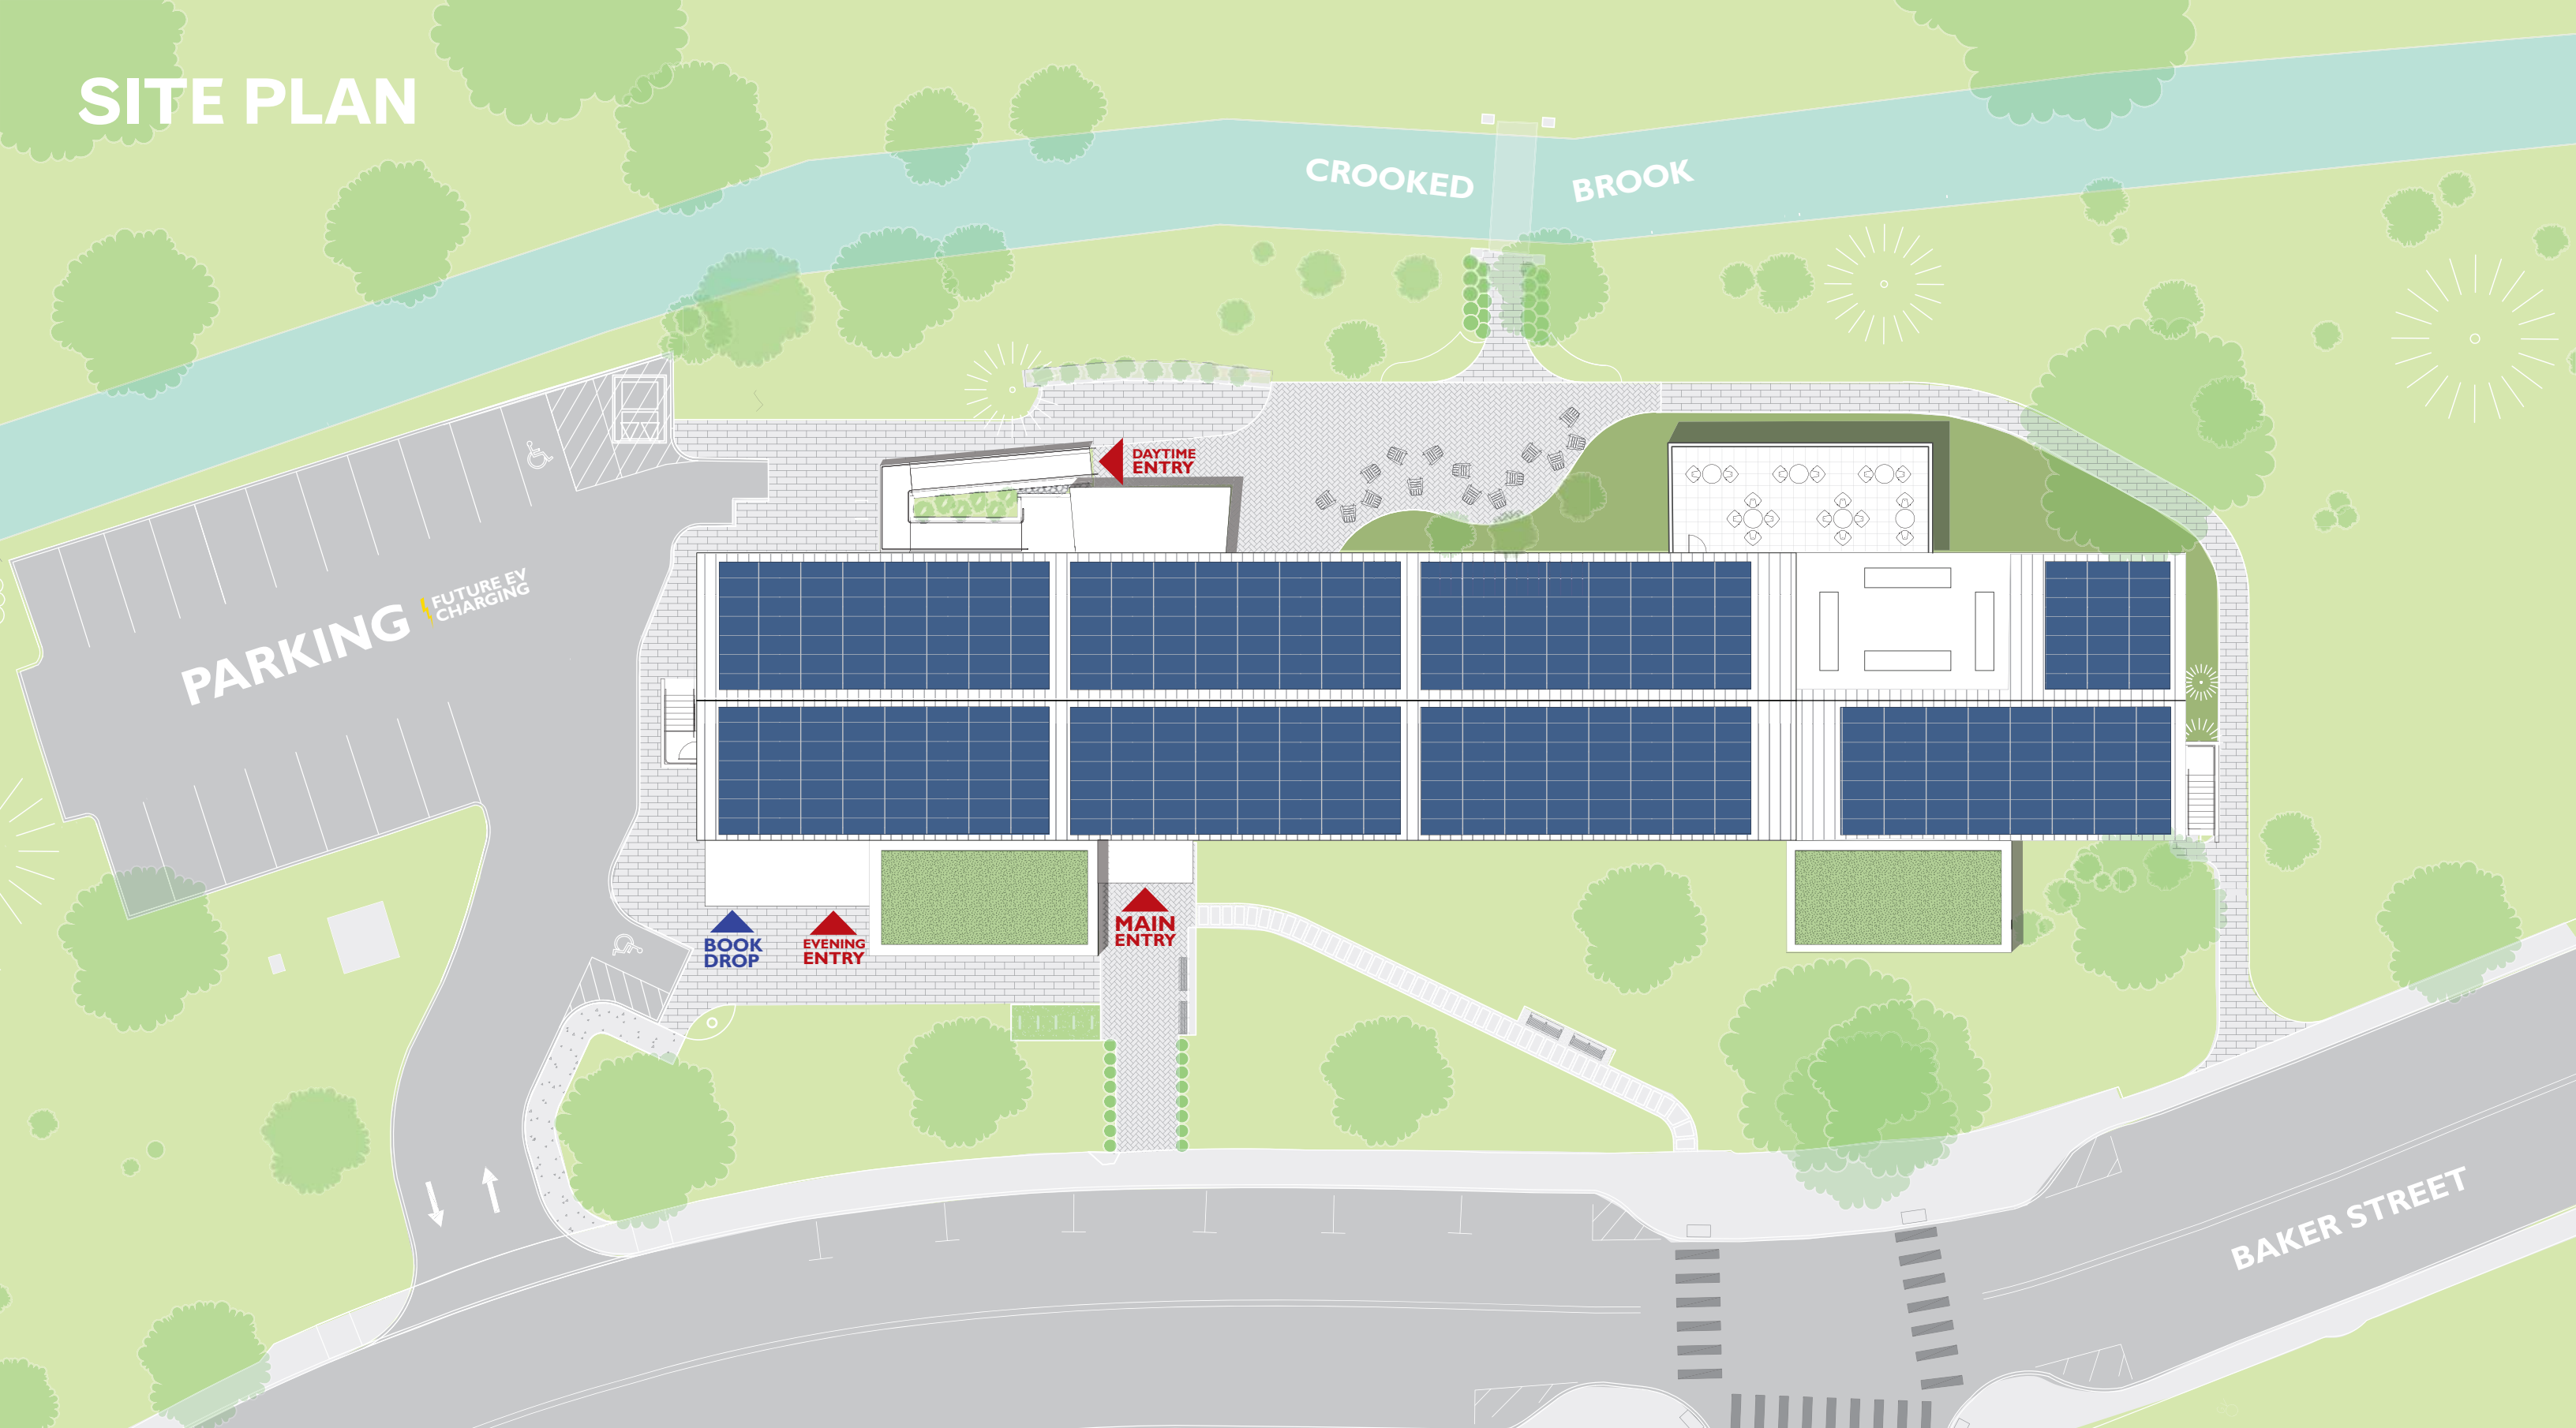 SITE PLAN
CROOKED BROOK
DAYTIME
ENTRY
PARKING
FUTURE EV
CHARGING
BOOK
DROP
EVENING
ENTRY
MAIN
ENTRY
BAKER STREET